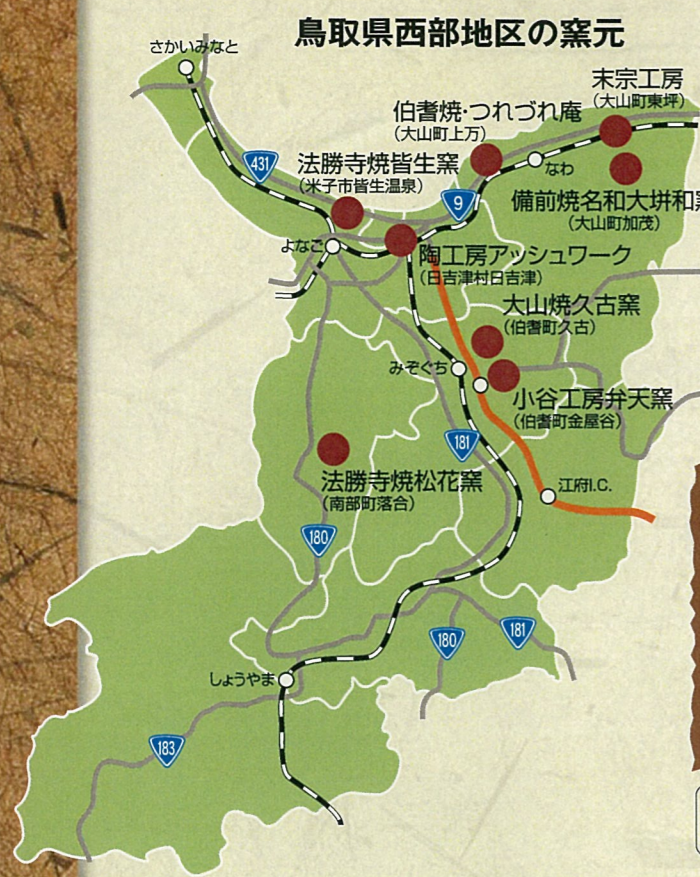 鳥取県西部地区の窯元
さかいみなと
末宗工房
(大山町東坪)
伯耆焼・つれづれ庵
(大山町上万)
なわ
431
法勝寺焼皆生窯
(米子市皆生温泉)
9
備前焼名和大垪和
(大山町加茂)
よなご
陶工房アッシュワーク
(日吉津村日吉津)
大山焼久古窯
(伯耆町久古)
みぞぐち
小谷工房弁天窯
(伯耆町金屋谷)
181
法勝寺焼松花窯
(南部町落合)
江府I.C.
180
180
181
しょうやま
183